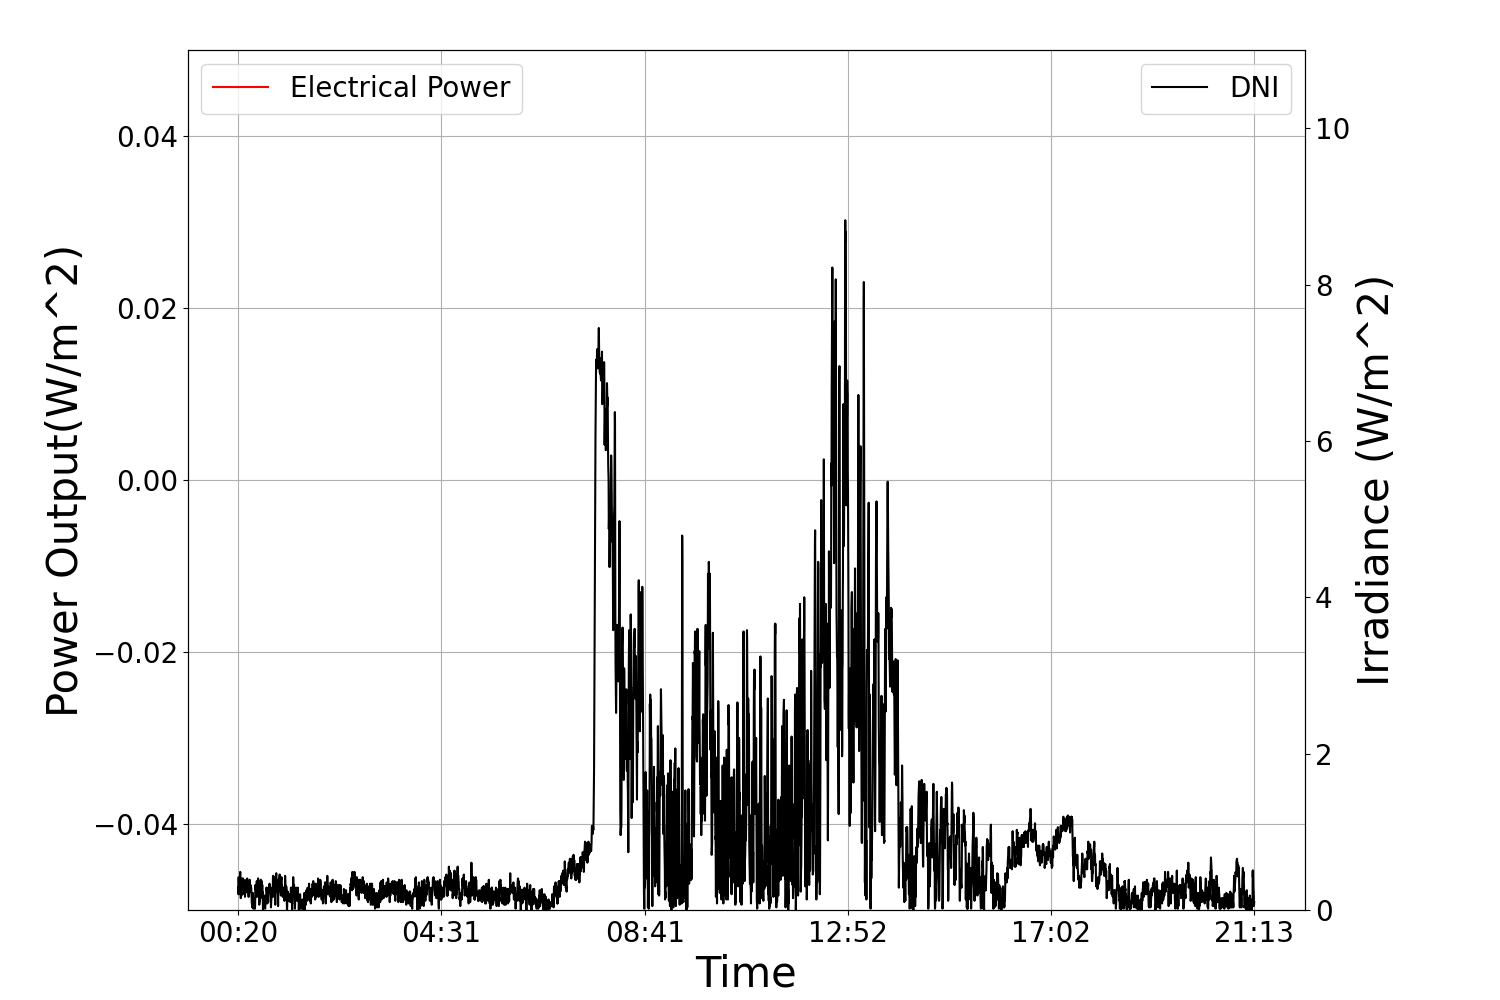 Electrical Power
DNI
0.04
0.02
0.00
−0.02
−0.04
Power Output(W/m^2)
10
8
6
4
2
0
Irradiance (W/m^2)
00:20 04:31 08:41 12:52 17:02 21:13
Time